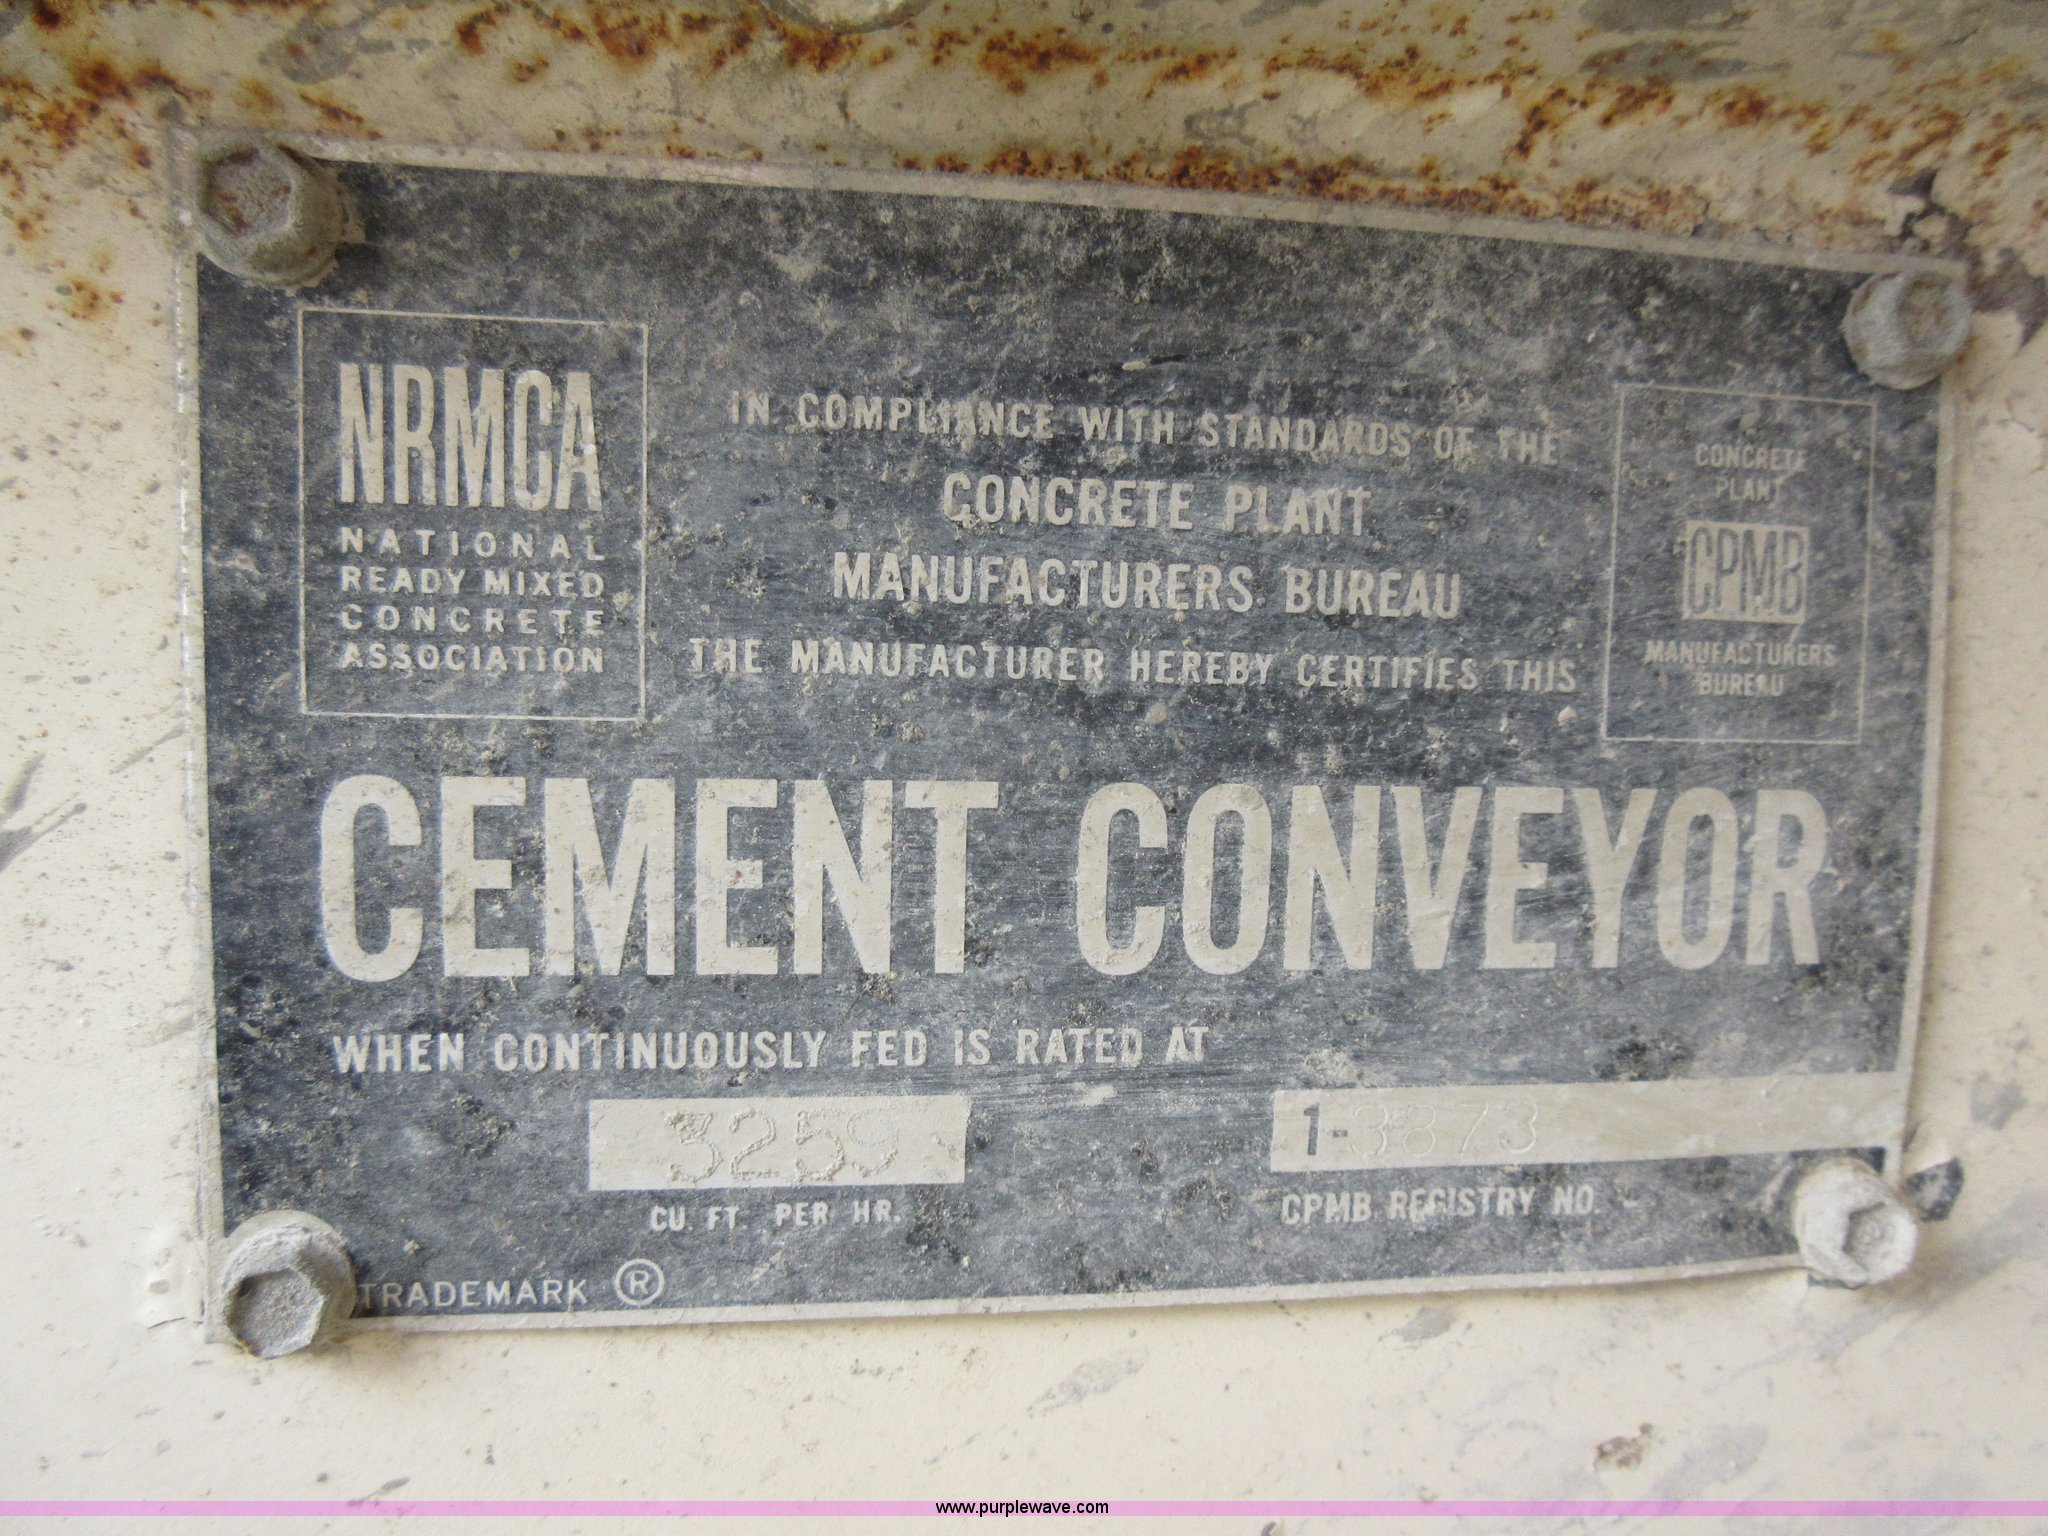 NRMCA
NATIONAL
READY MIXED
CONCRETE
ASSOCIATION
IN COMPLIANCE WITH STANDARDS OF THE
CONCRETE PLANT
MANUFACTURERS BUREAU
THE MANUFACTURER HEREBY CERTIFIES THIS
CONCRETE
PLANT
CPMB
MANUFACTURERS
BUREAU
CEMENT CONVEYOR
WHEN CONTINUOUSLY FED IS RATED AT
3259
CU. FT. PER HR.
1-3873
CPMB REGISTRY NO.
TRADEMARK ®
www.purplewave.com